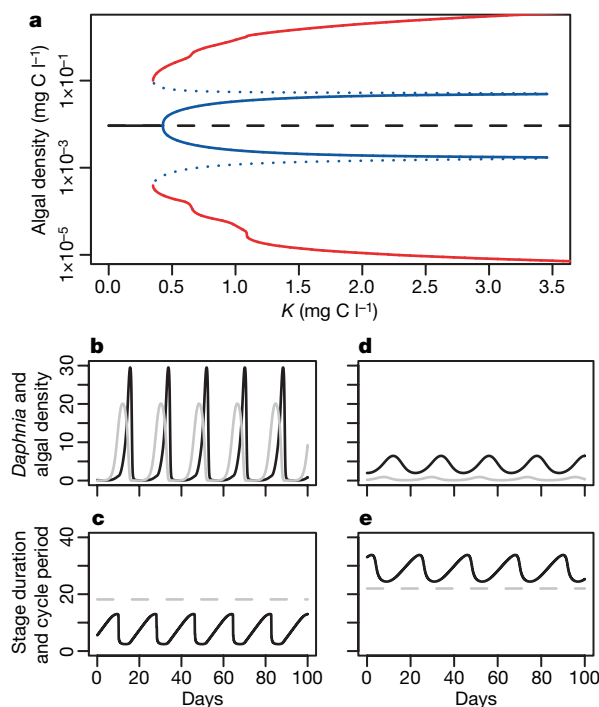 a
Algal density (mg C l⁻¹)
1×10⁻¹
1×10⁻³
1×10⁻⁵
0.0 0.5 1.0 1.5 2.0 2.5 3.0 3.5
K (mg C l⁻¹)
b
Daphnia and
algal density
30
20
10
0
d
c
Stage duration
and cycle period
40
20
0
0 20 40 60 80 100
Days
e
0 20 40 60 80 100
Days